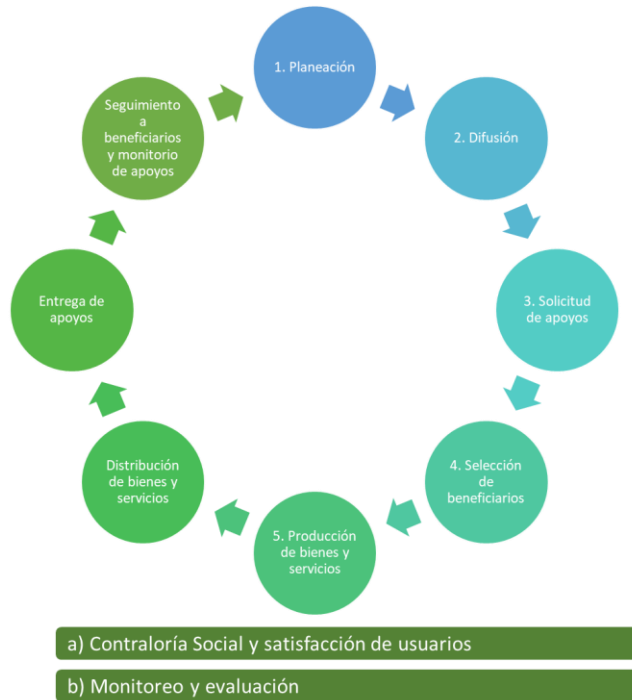 1. Planeación
2. Difusión
3. Solicitud
de apoyos
4. Selección
de
beneficiarios
5. Producción
de bienes y
servicios
Distribución
de bienes y
servicios
Entrega de
apoyos
Seguimiento
a
beneficiarios
y monitorio
de apoyos
a) Contraloría Social y satisfacción de usuarios
b) Monitoreo y evaluación